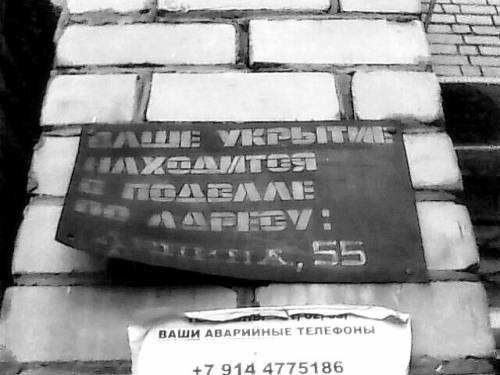 ВАШЕ УКРЫТИЕ
НАХОДИТСЯ
В ПОДВАЛЕ
ПО АДРЕСУ:
55
ВАШИ АВАРИЙНЫЕ ТЕЛЕФОНЫ
+7 914 4775186